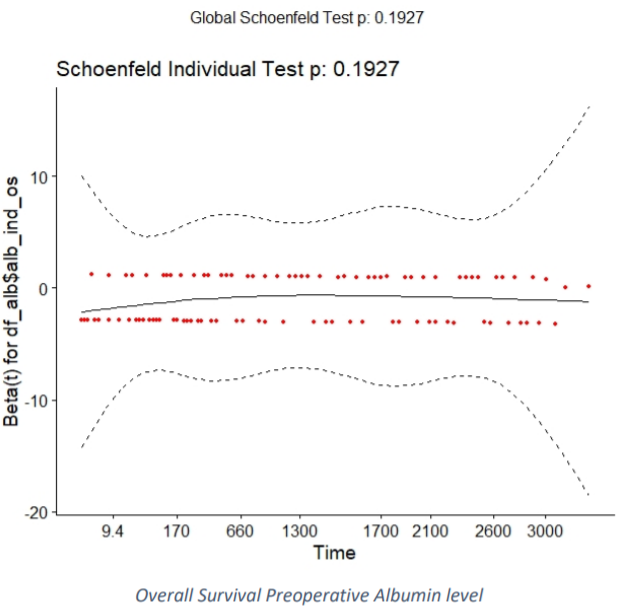 Global Schoenfeld Test p: 0.1927
Schoenfeld Individual Test p: 0.1927
Beta(t) for df_alb$alb_ind_os
10
0
-10
-20
9.4 170 660 1300 1700 2100 2600 3000
Time
Overall Survival Preoperative Albumin level